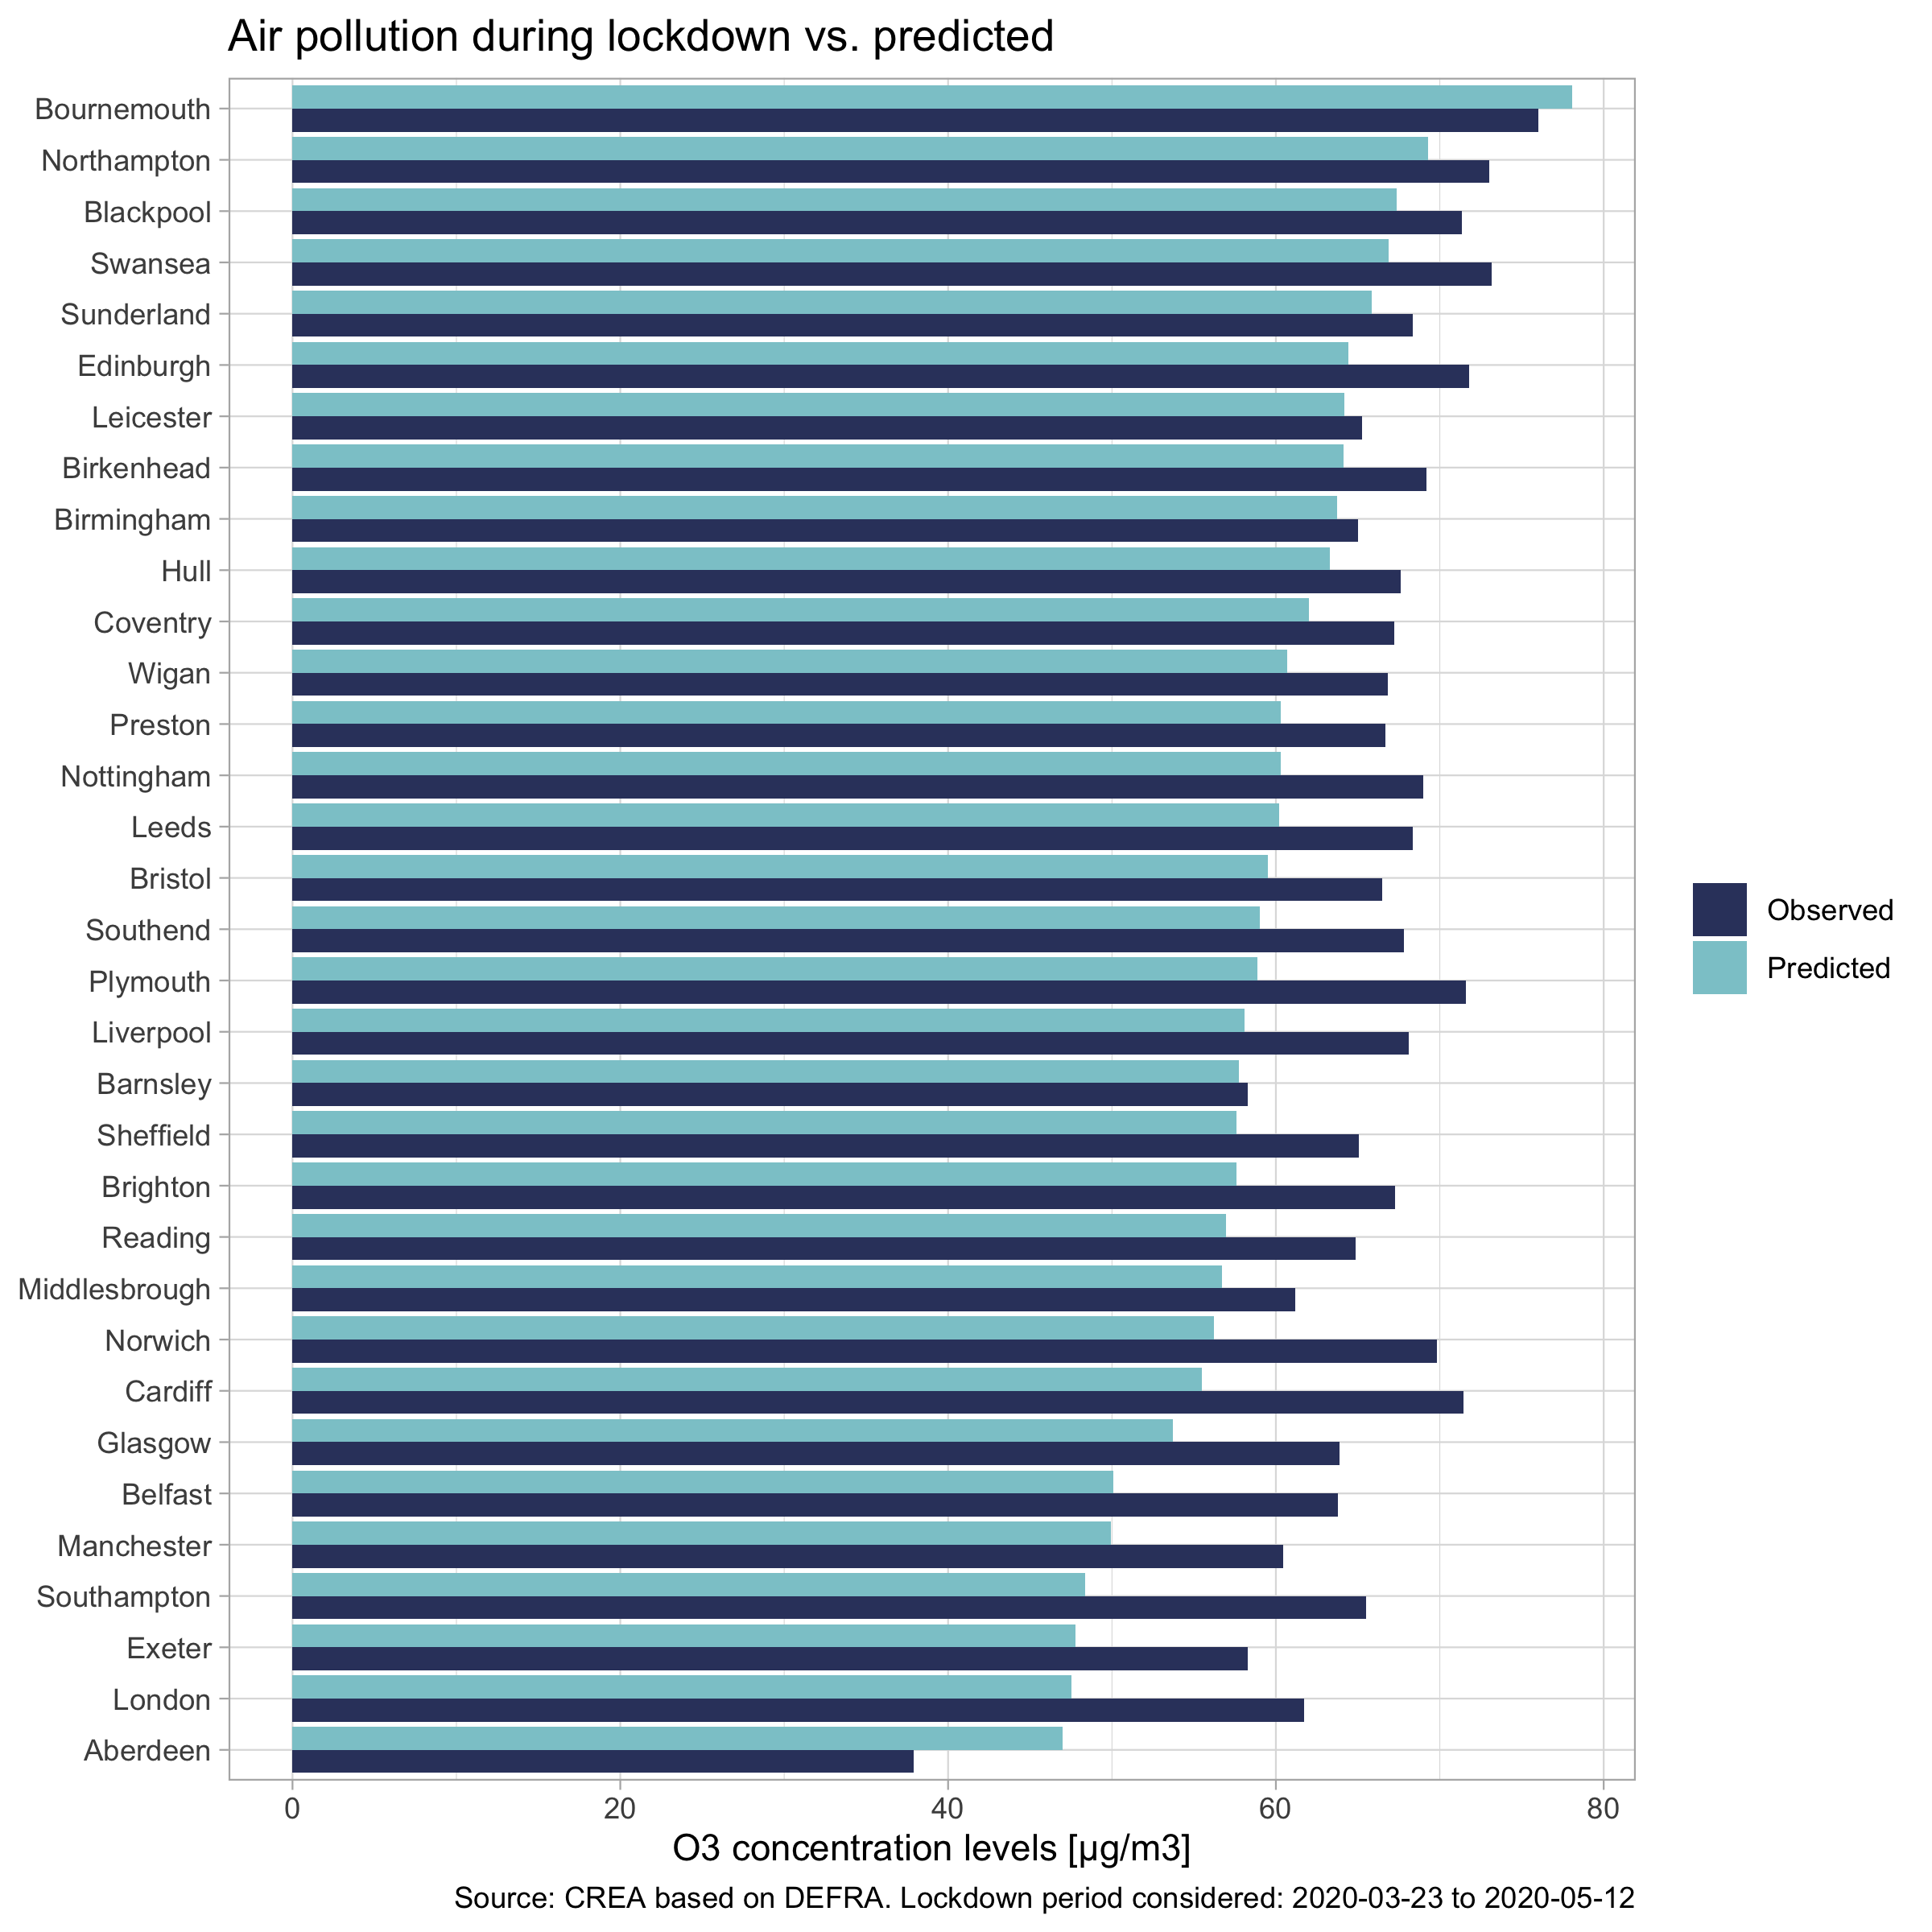 Air pollution during lockdown vs. predicted
Bournemouth
Northampton
Blackpool
Swansea
Sunderland
Edinburgh
Leicester
Birkenhead
Birmingham
Hull
Coventry
Wigan
Preston
Nottingham
Leeds
Bristol
Southend
Plymouth
Liverpool
Barnsley
Sheffield
Brighton
Reading
Middlesbrough
Norwich
Cardiff
Glasgow
Belfast
Manchester
Southampton
Exeter
London
Aberdeen
0 20 40 60 80
O3 concentration levels [µg/m3]
Observed
Predicted
Source: CREA based on DEFRA. Lockdown period considered: 2020-03-23 to 2020-05-12